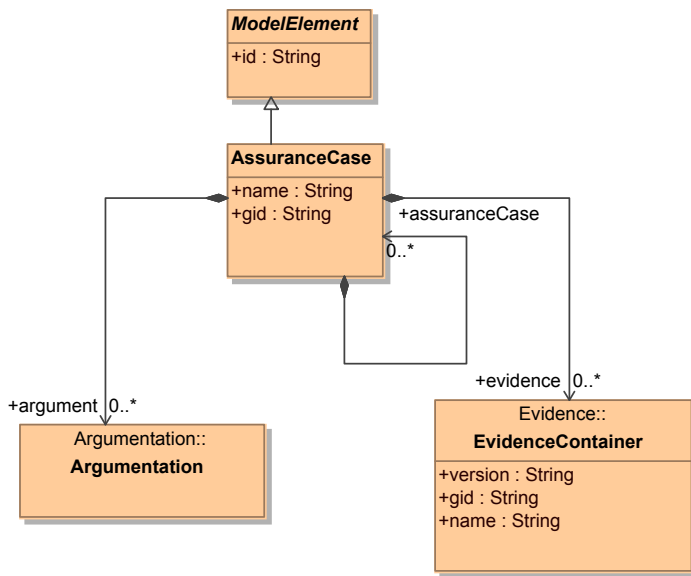 ModelElement
+id : String
AssuranceCase
+name : String
+gid : String
+assuranceCase
0..*
+argument 0..*
+evidence 0..*
Argumentation::
Argumentation
Evidence::
EvidenceContainer
+version : String
+gid : String
+name : String